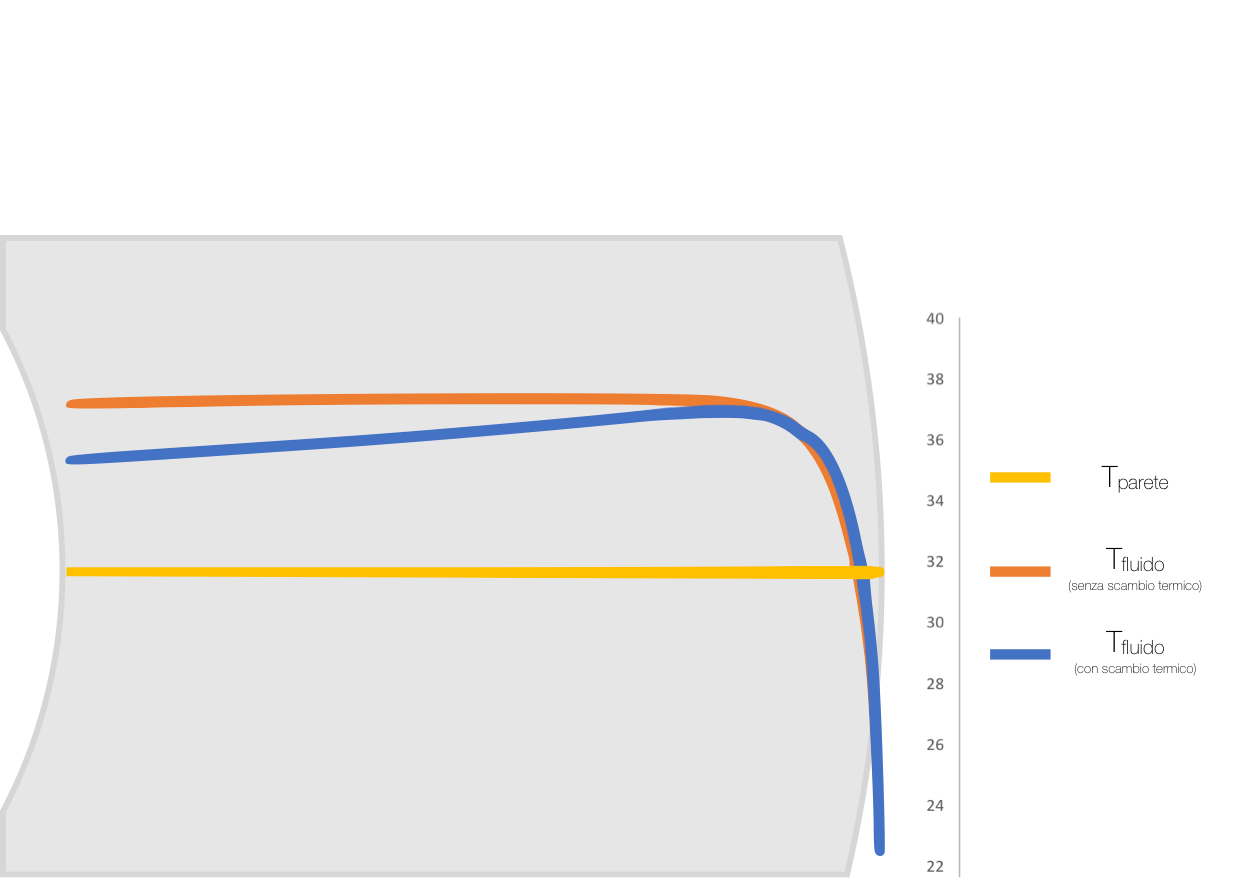 40
38
36
34
32
30
28
26
24
22
Tparete
Tfluido
(senza scambio termico)
Tfluido
(con scambio termico)